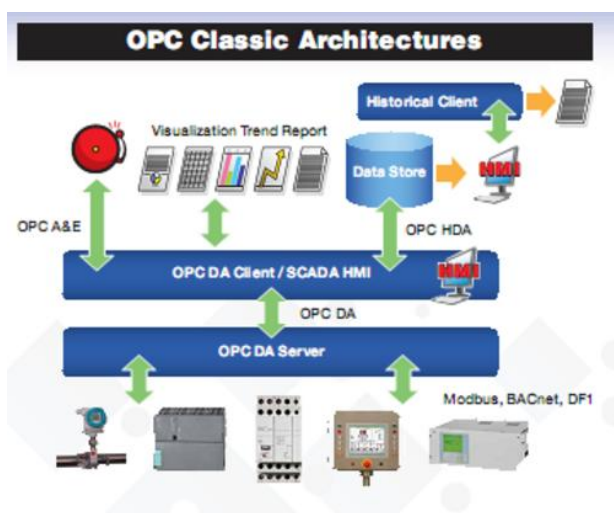 OPC Classic Architectures
Historical Client
Visualization Trend Report
Data Store
HMI
OPC A&E
OPC HDA
OPC DA Client / SCADA HMI
HMI
OPC DA
OPC DA Server
Modbus, BACnet, DF1